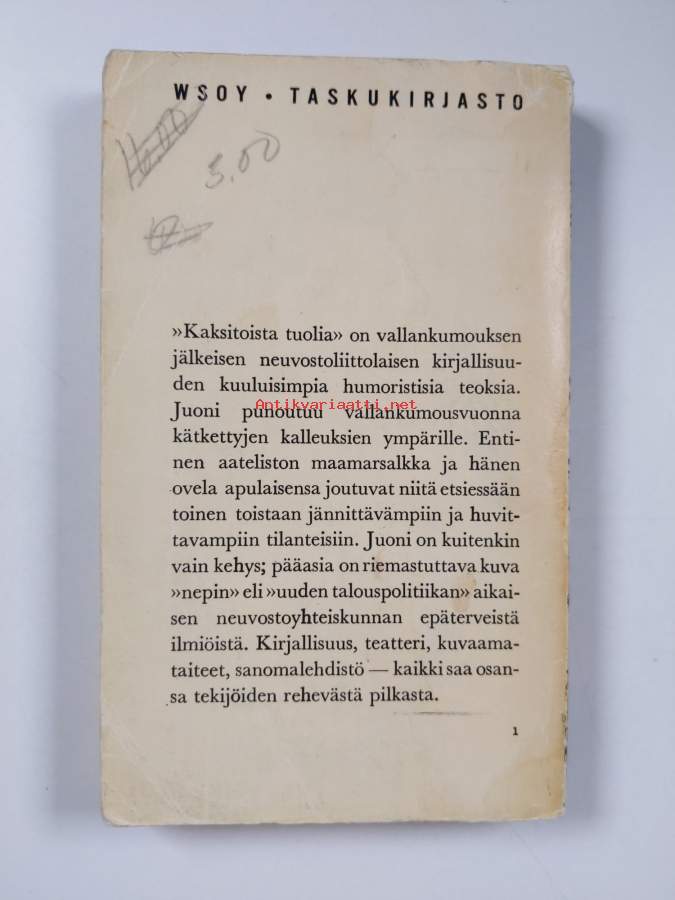 WSOY • TASKUKIRJASTO
5.00
»Kaksitoista tuolia» on vallankumouksen
jälkeisen neuvostoliittolaisen kirjallisuu-
den kuuluisimpia humoristisia teoksia.
Antikvariaatti.net
Juoni punoutuu vallankumousvuonna
kätkettyjen kalleuksien ympärille. Enti-
nen aateliston maamarsalkka ja hänen
ovela apulaisensa joutuvat niitä etsiessään
toinen toistaan jännittävämpiin ja huvit-
tavampiin tilanteisiin. Juoni on kuitenkin
vain kehys; pääasia on riemastuttava kuva
»nepin» eli »uuden talouspolitiikan» aikai-
sen neuvostoyhteiskunnan epäterveistä
ilmiöistä. Kirjallisuus, teatteri, kuvaama-
taiteet, sanomalehdistö — kaikki saa osan-
sa tekijöiden rehevästä pilkasta.
1